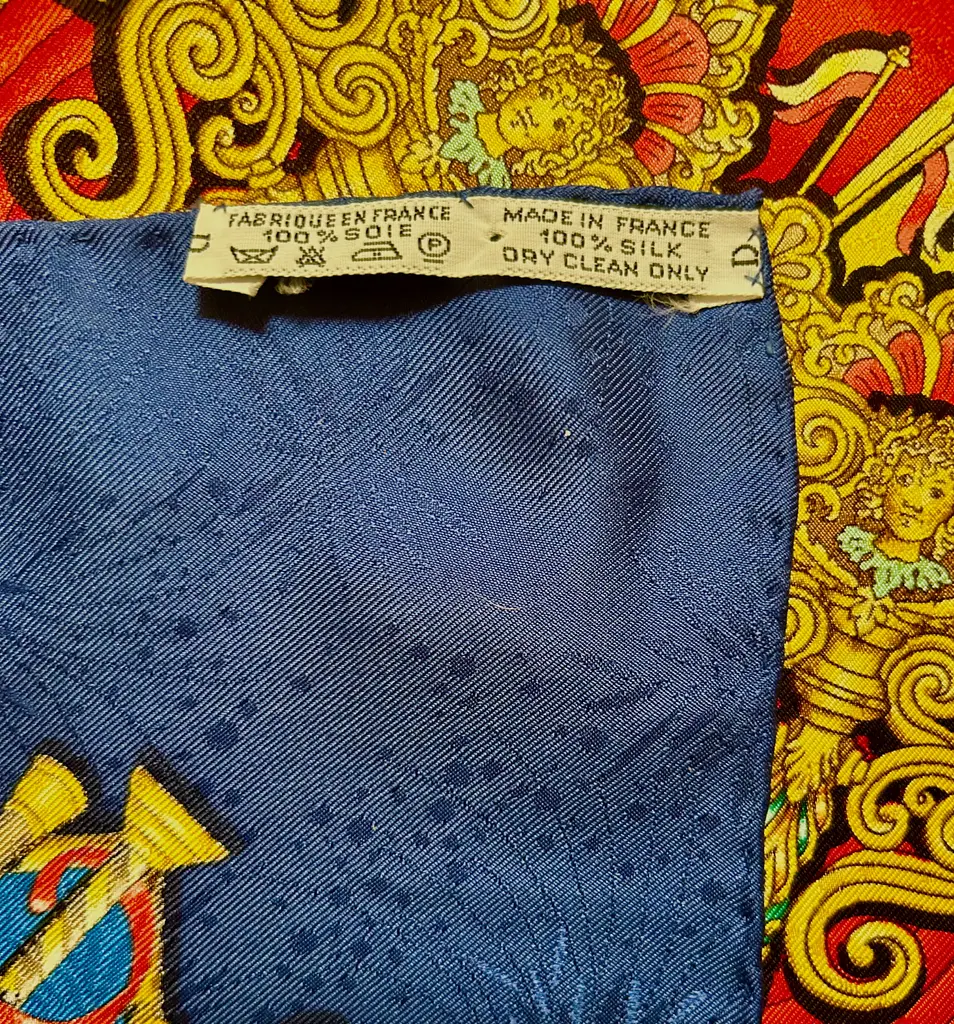 FABRIQUE EN FRANCE
100% SOIE
P
MADE IN FRANCE
100% SILK
DRY CLEAN ONLY
D